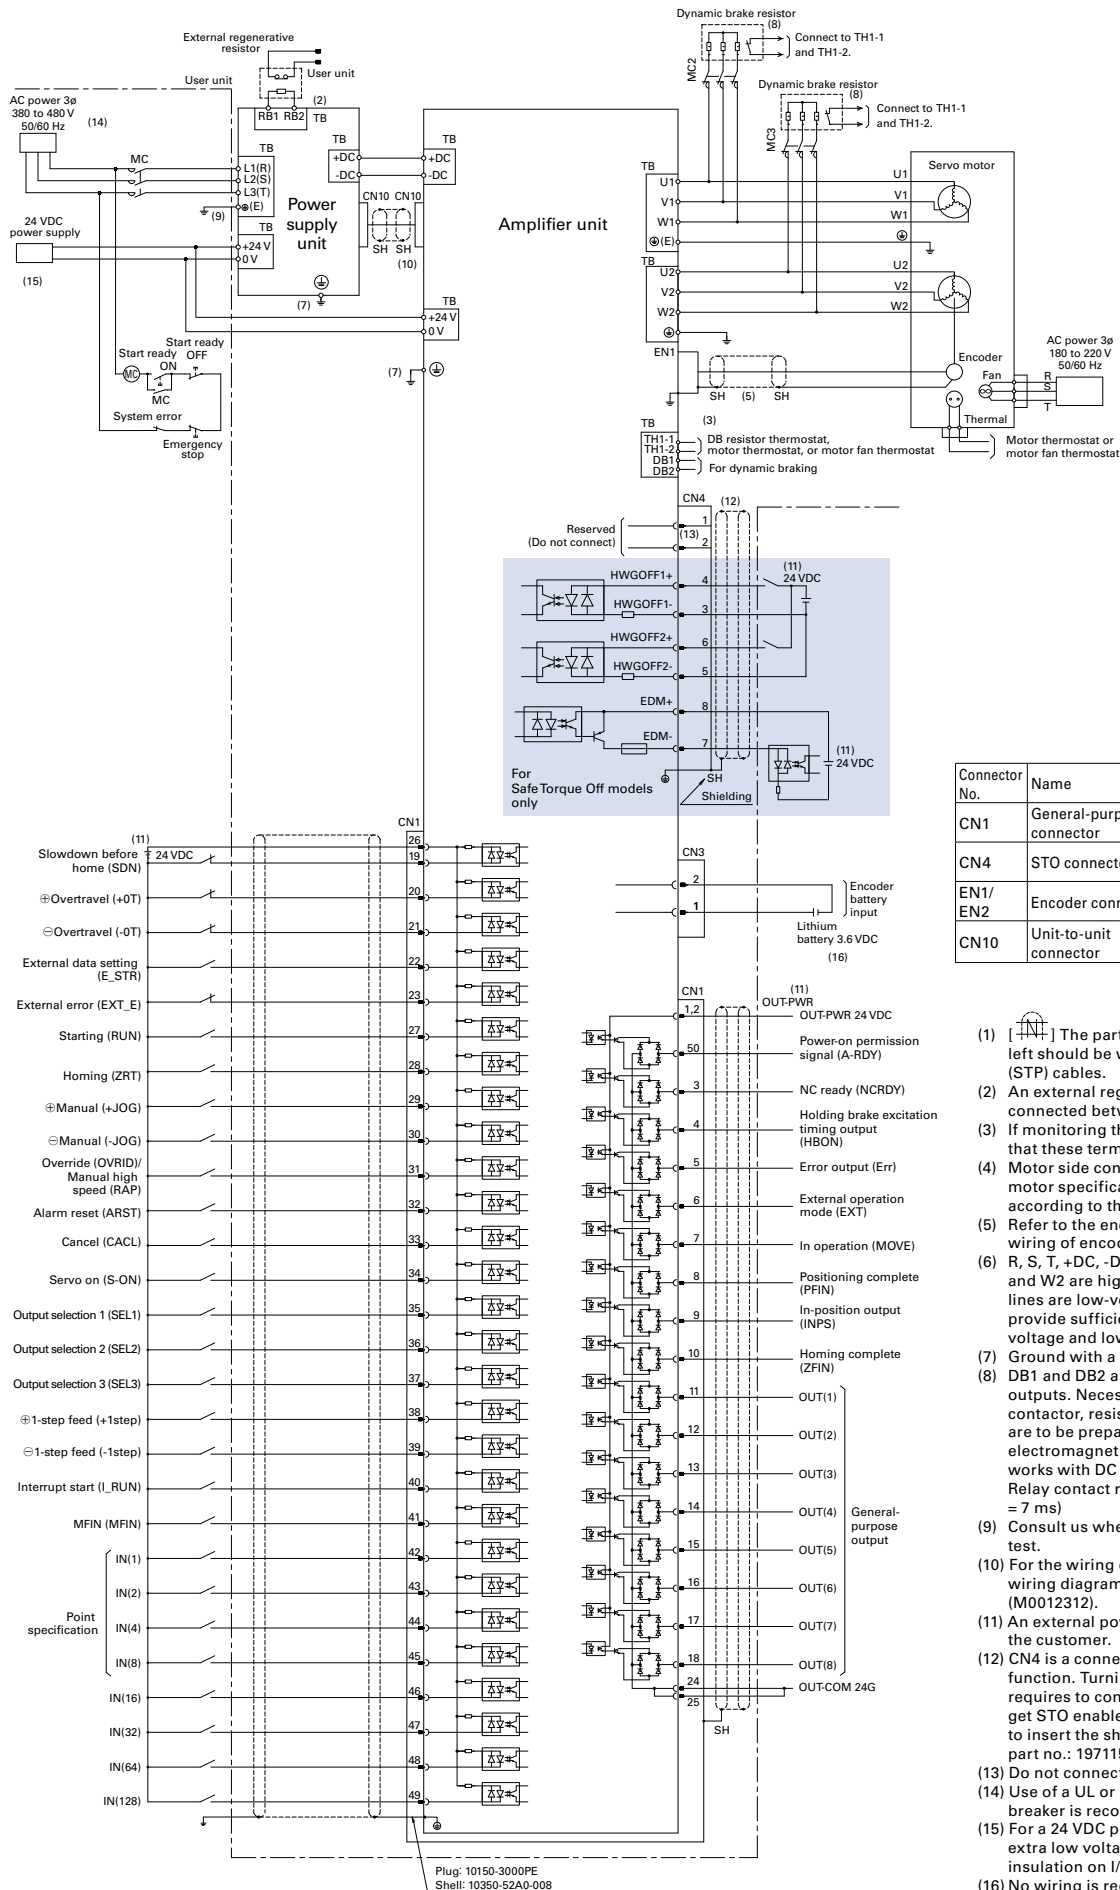 Dynamic brake resistor
(8)
Connect to TH1-1
and TH1-2.
MC2
Dynamic brake resistor
(8)
Connect to TH1-1
and TH1-2.
MC3
External regenerative
resistor
User unit
User unit
AC power 3ø
380 to 480 V
50/60 Hz
(14)
MC
(2)
RB1 RB2 TB
TB
L1(R)
L2(S)
L3(T)
(E)
(9)
TB
+DC
-DC
TB
+DC
-DC
Power
supply
unit
CN10 CN10
SH SH
(10)
24 VDC
power supply
(15)
TB
+24 V
0 V
(7)
TB
+24 V
0 V
(7)
Amplifier unit
TB
U1
V1
W1
(E)
TB
U2
V2
W2
EN1
SH (5) SH
Servo motor
U1
V1
W1
U2
V2
W2
Encoder
Fan
Thermal
AC power 3ø
180 to 220 V
50/60 Hz
R
S
T
Motor thermostat or
motor fan thermostat
Start ready
ON
Start ready
OFF
MC
MC
System error
Emergency
stop
(3)
TB
TH1-1
TH1-2
DB1
DB2
DB resistor thermostat,
motor thermostat, or motor fan thermostat
For dynamic braking
CN4
(12)
Reserved
(Do not connect)
1
(13)
2
HWGOFF1+
4
(11)
24 VDC
HWGOFF1-
3
HWGOFF2+
6
HWGOFF2-
5
EDM+
8
EDM-
7
(11)
24 VDC
For
Safe Torque Off models
only
SH
Shielding
Connector
No.
Name
CN1
General-purp
connector
CN4
STO connect
EN1/
EN2
Encoder conn
CN10
Unit-to-unit
connector
CN3
2
1
Encoder
battery
input
Lithium
battery 3.6 VDC
(16)
CN1
(11)
24 VDC
26
Slowdown before
home (SDN)
19
⊕Overtravel (+0T)
20
⊖Overtravel (-0T)
21
External data setting
(E_STR)
22
External error (EXT_E)
23
Starting (RUN)
27
Homing (ZRT)
28
⊕Manual (+JOG)
29
⊖Manual (-JOG)
30
Override (OVRID)/
Manual high
speed (RAP)
31
Alarm reset (ARST)
32
Cancel (CACL)
33
Servo on (S-ON)
34
Output selection 1 (SEL1)
35
Output selection 2 (SEL2)
36
Output selection 3 (SEL3)
37
⊕1-step feed (+1step)
38
⊖1-step feed (-1step)
39
Interrupt start (I_RUN)
40
MFIN (MFIN)
41
Point
specification
IN(1)
42
IN(2)
43
IN(4)
44
IN(8)
45
IN(16)
46
IN(32)
47
IN(64)
48
IN(128)
49
Plug: 10150-3000PE
Shell: 10350-52A0-008
CN1
(11)
OUT-PWR
1,2
OUT-PWR 24 VDC
50
Power-on permission
signal (A-RDY)
3
NC ready (NCRDY)
4
Holding brake excitation
timing output
(HBON)
5
Error output (Err)
6
External operation
mode (EXT)
7
In operation (MOVE)
8
Positioning complete
(PFIN)
9
In-position output
(INPS)
10
Homing complete
(ZFIN)
11
OUT(1)
12
OUT(2)
13
OUT(3)
14
OUT(4)
15
OUT(5)
16
OUT(6)
17
OUT(7)
18
OUT(8)
General-
purpose
output
24
OUT-COM 24G
25
SH
(1) [ ] The part
left should be w
(STP) cables.
(2) An external reg
connected betw
(3) If monitoring th
that these term
(4) Motor side con
motor specifica
according to th
(5) Refer to the enc
wiring of encod
(6) R, S, T, +DC, -D
and W2 are hig
lines are low-vo
provide sufficie
voltage and low
(7) Ground with a
(8) DB1 and DB2 a
outputs. Neces
contactor, resis
are to be prepa
electromagnet
works with DC
Relay contact r
= 7 ms)
(9) Consult us whe
test.
(10) For the wiring
wiring diagram
(M0012312).
(11) An external pov
the customer.
(12) CN4 is a conne
function. Turni
requires to con
get STO enable
to insert the sh
part no.: 197115
(13) Do not connect
(14) Use of a UL or
breaker is reco
(15) For a 24 VDC p
extra low volta
insulation on I/
(16) No wiring is re